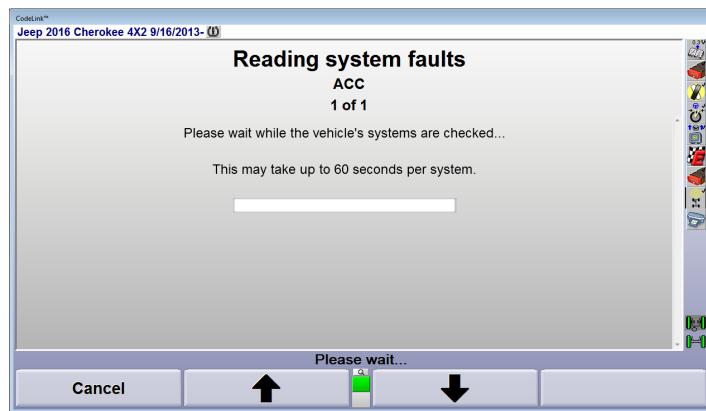 CodeLink™
Jeep 2016 Cherokee 4X2 9/16/2013-
Reading system faults
ACC
1 of 1
Please wait while the vehicle's systems are checked...
This may take up to 60 seconds per system.
Please wait...
Cancel